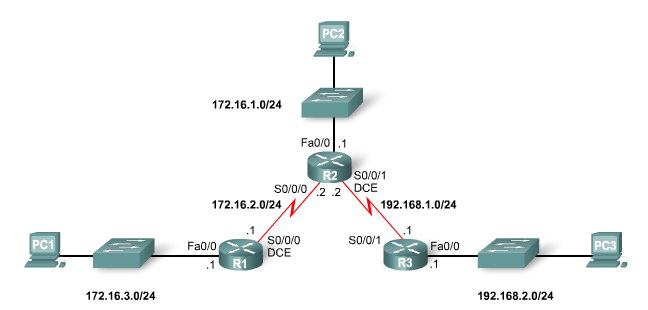 PC2
172.16.1.0/24
Fa0/0
.1
R2
S0/0/0
.2
.2
S0/0/1
DCE
172.16.2.0/24
192.168.1.0/24
PC1
Fa0/0
.1
.1
S0/0/0
DCE
R1
172.16.3.0/24
S0/0/1
.1
Fa0/0
.1
R3
PC3
192.168.2.0/24